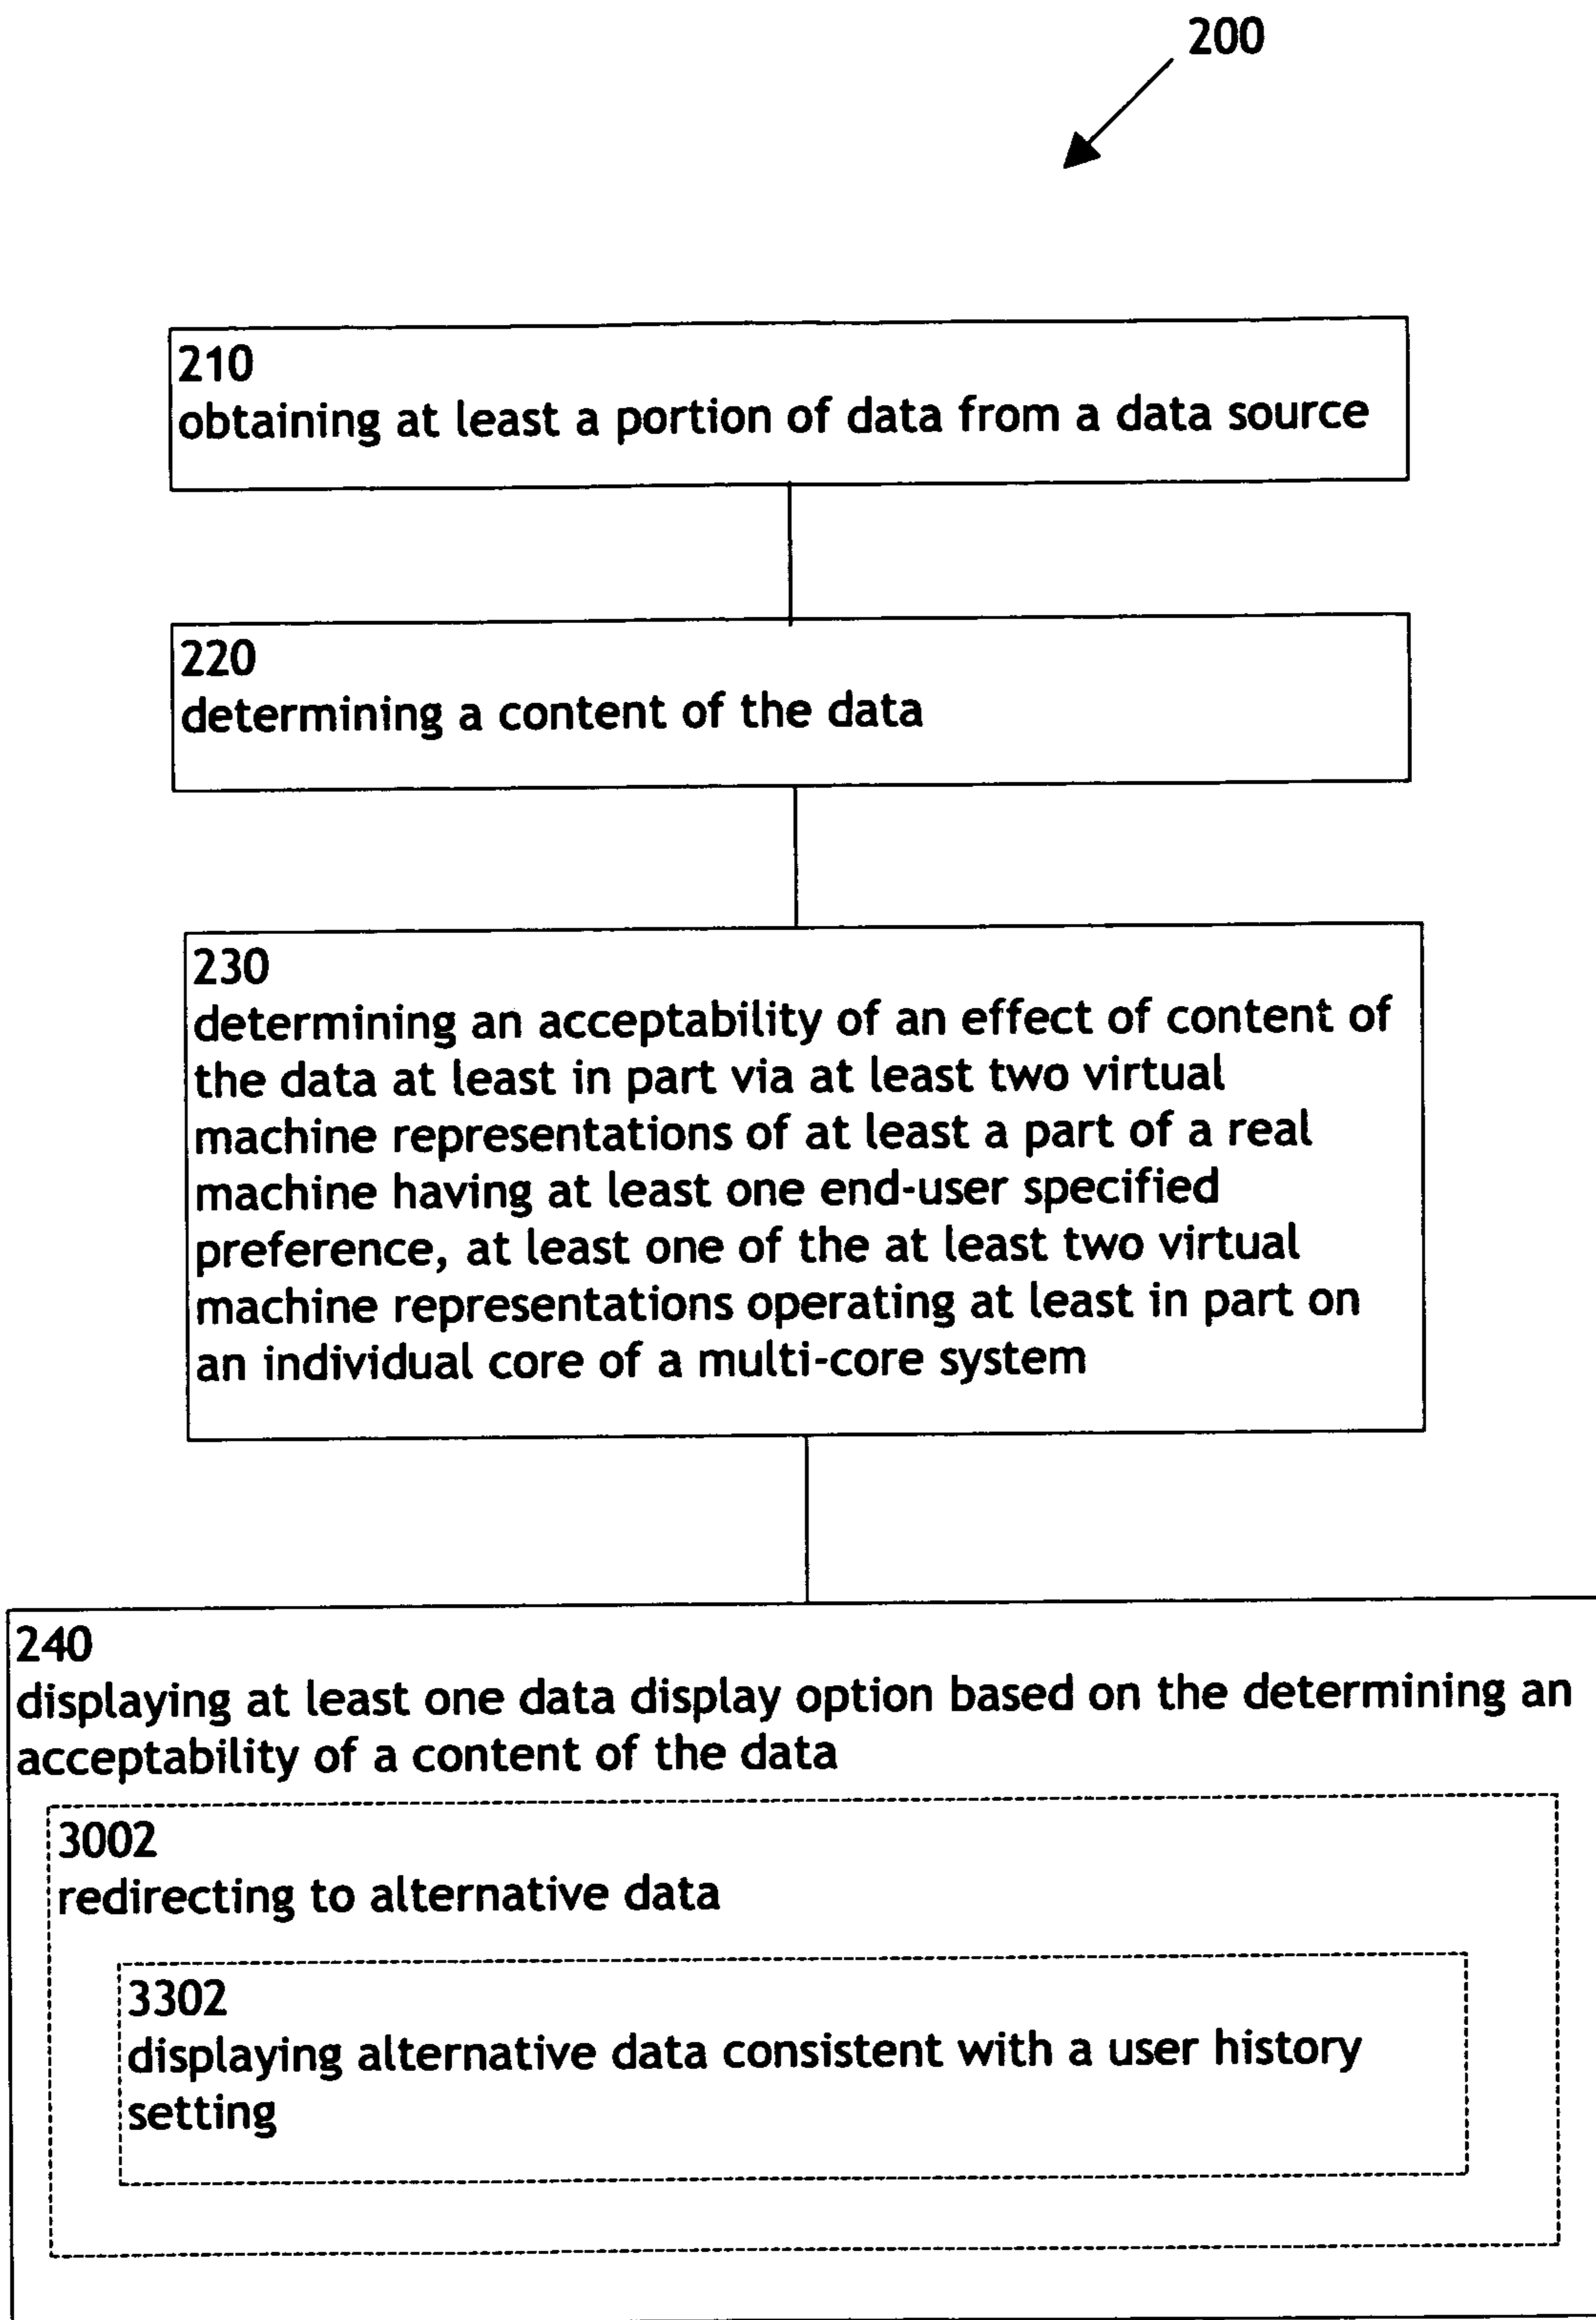 200
210
obtaining at least a portion of data from a data source
220
determining a content of the data
230
determining an acceptability of an effect of content of
the data at least in part via at least two virtual
machine representations of at least a part of a real
machine having at least one end-user specified
preference, at least one of the at least two virtual
machine representations operating at least in part on
an individual core of a multi-core system
240
displaying at least one data display option based on the determining an
acceptability of a content of the data
3002
redirecting to alternative data
3302
displaying alternative data consistent with a user history
setting